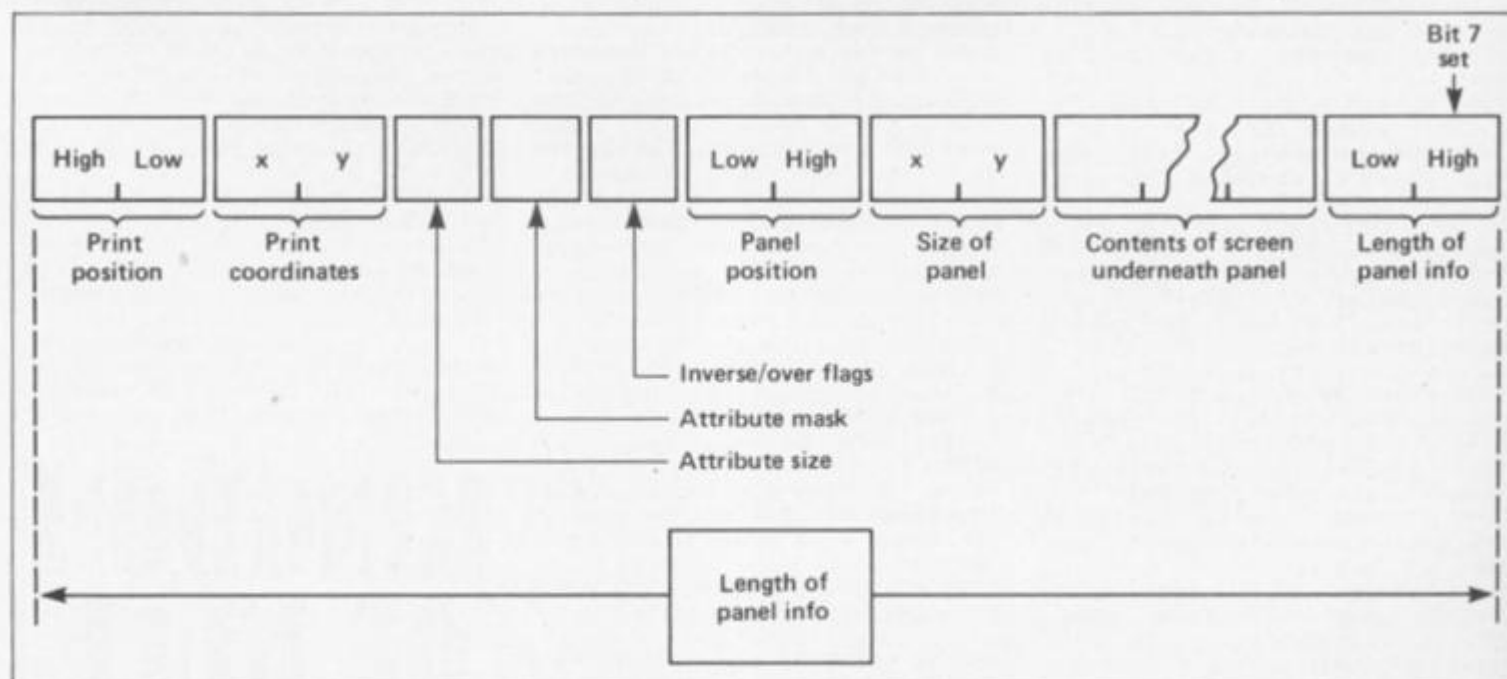 Bit 7
set
High Low
x y
Low High
x y
Low High
Print
position
Print
coordinates
Panel
position
Size of
panel
Contents of screen
underneath panel
Length of
panel info
Inverse/over flags
Attribute mask
Attribute size
Length of
panel info